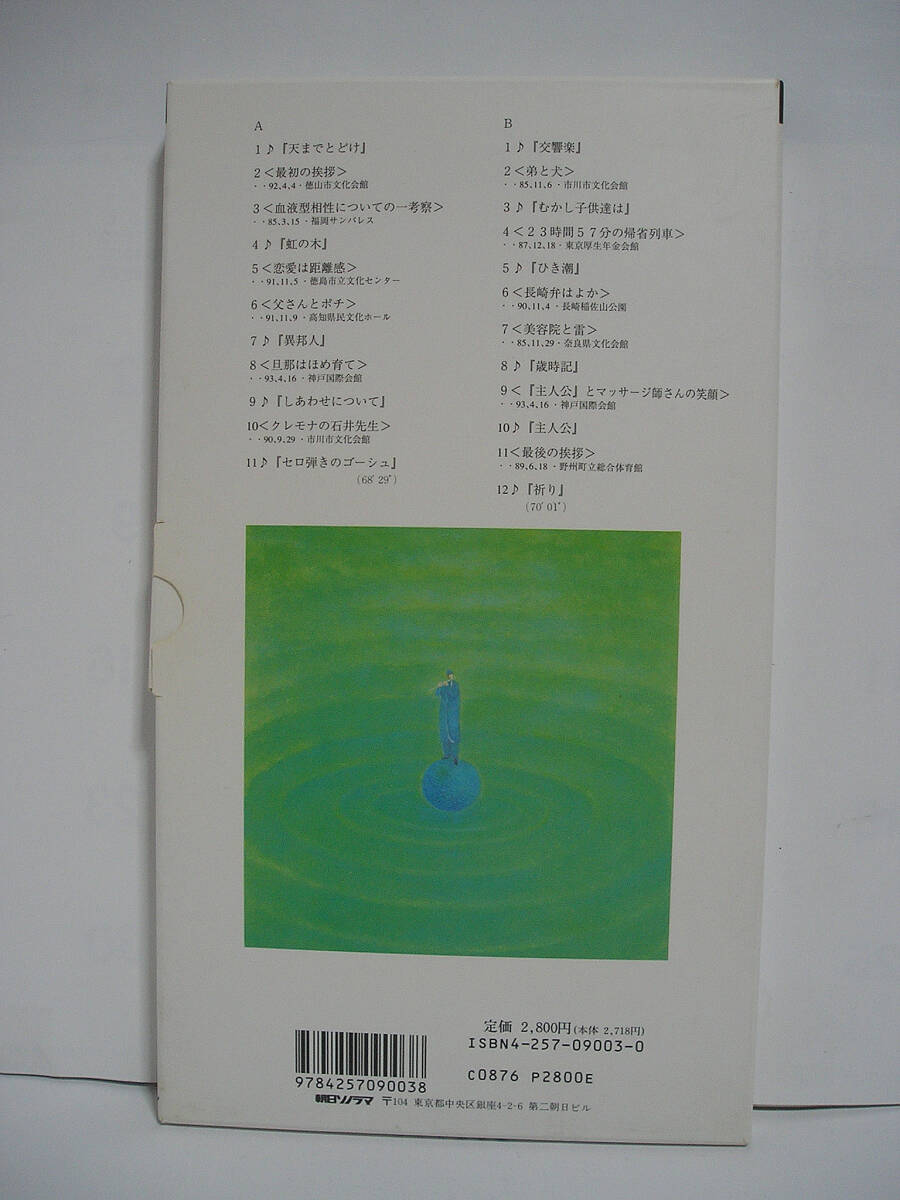 A
1♪『天までとどけ』
2<最初の挨拶>
・・92,4,4・徳山市文化会館
3<血液型相性についての一考察>
・・85,3,15・福岡サンパレス
4♪『虹の木』
5<恋愛は距離感>
・・91,11,5・徳島市立文化センター
6<父さんとポチ>
・・91,11,9・高知県民文化ホール
7♪『異邦人』
8<旦那はほめ育て>
・・93,4,16・神戸国際会館
9♪『しあわせについて』
10<クレモナの石井先生>
・・90,9,29・市川市文化会館
11♪『セロ弾きのゴーシュ』
(68'29")
B
1♪『交響楽』
2<弟と犬>
・・85,11,6・市川市文化会館
3♪『むかし子供達は』
4<23時間57分の帰省列車>
・・87,12,18・東京厚生年金会館
5♪『ひき潮』
6<長崎弁はよか>
・・90,11,4・長崎稲佐山公園
7<美容院と雷>
・・85,11,29・奈良県文化会館
8♪『歳時記』
9<『主人公』とマッサージ師さんの笑顔>
・・93,4,16・神戸国際会館
10♪『主人公』
11<最後の挨拶>
・・89,6,18・野州町立総合体育館
12♪『祈り』
(70'01")
定価 2,800円(本体 2,718円)
ISBN4-257-09003-0
C0876 P2800E
9784257090038
朝日ソノラマ 〒104 東京都中央区銀座4-2-6 第二朝日ビル